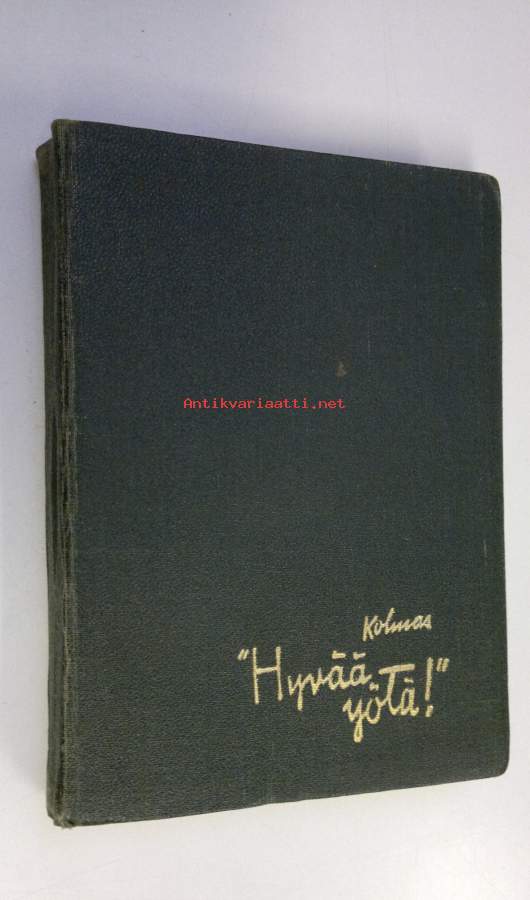 Antikvariaatti.net
Kolmas
"Hyvää
yötä!"